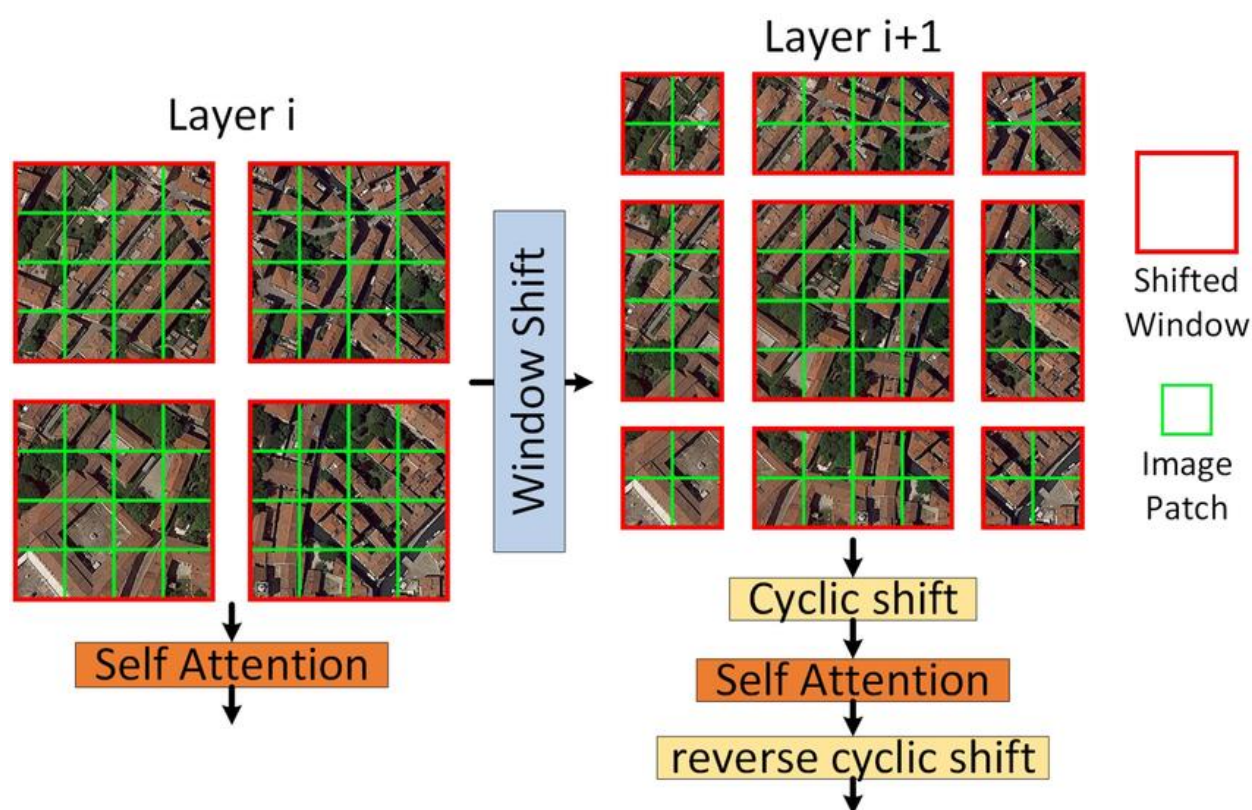 Layer i
Layer i+1
Window Shift
Shifted
Window
Image
Patch
Self Attention
Cyclic shift
Self Attention
reverse cyclic shift